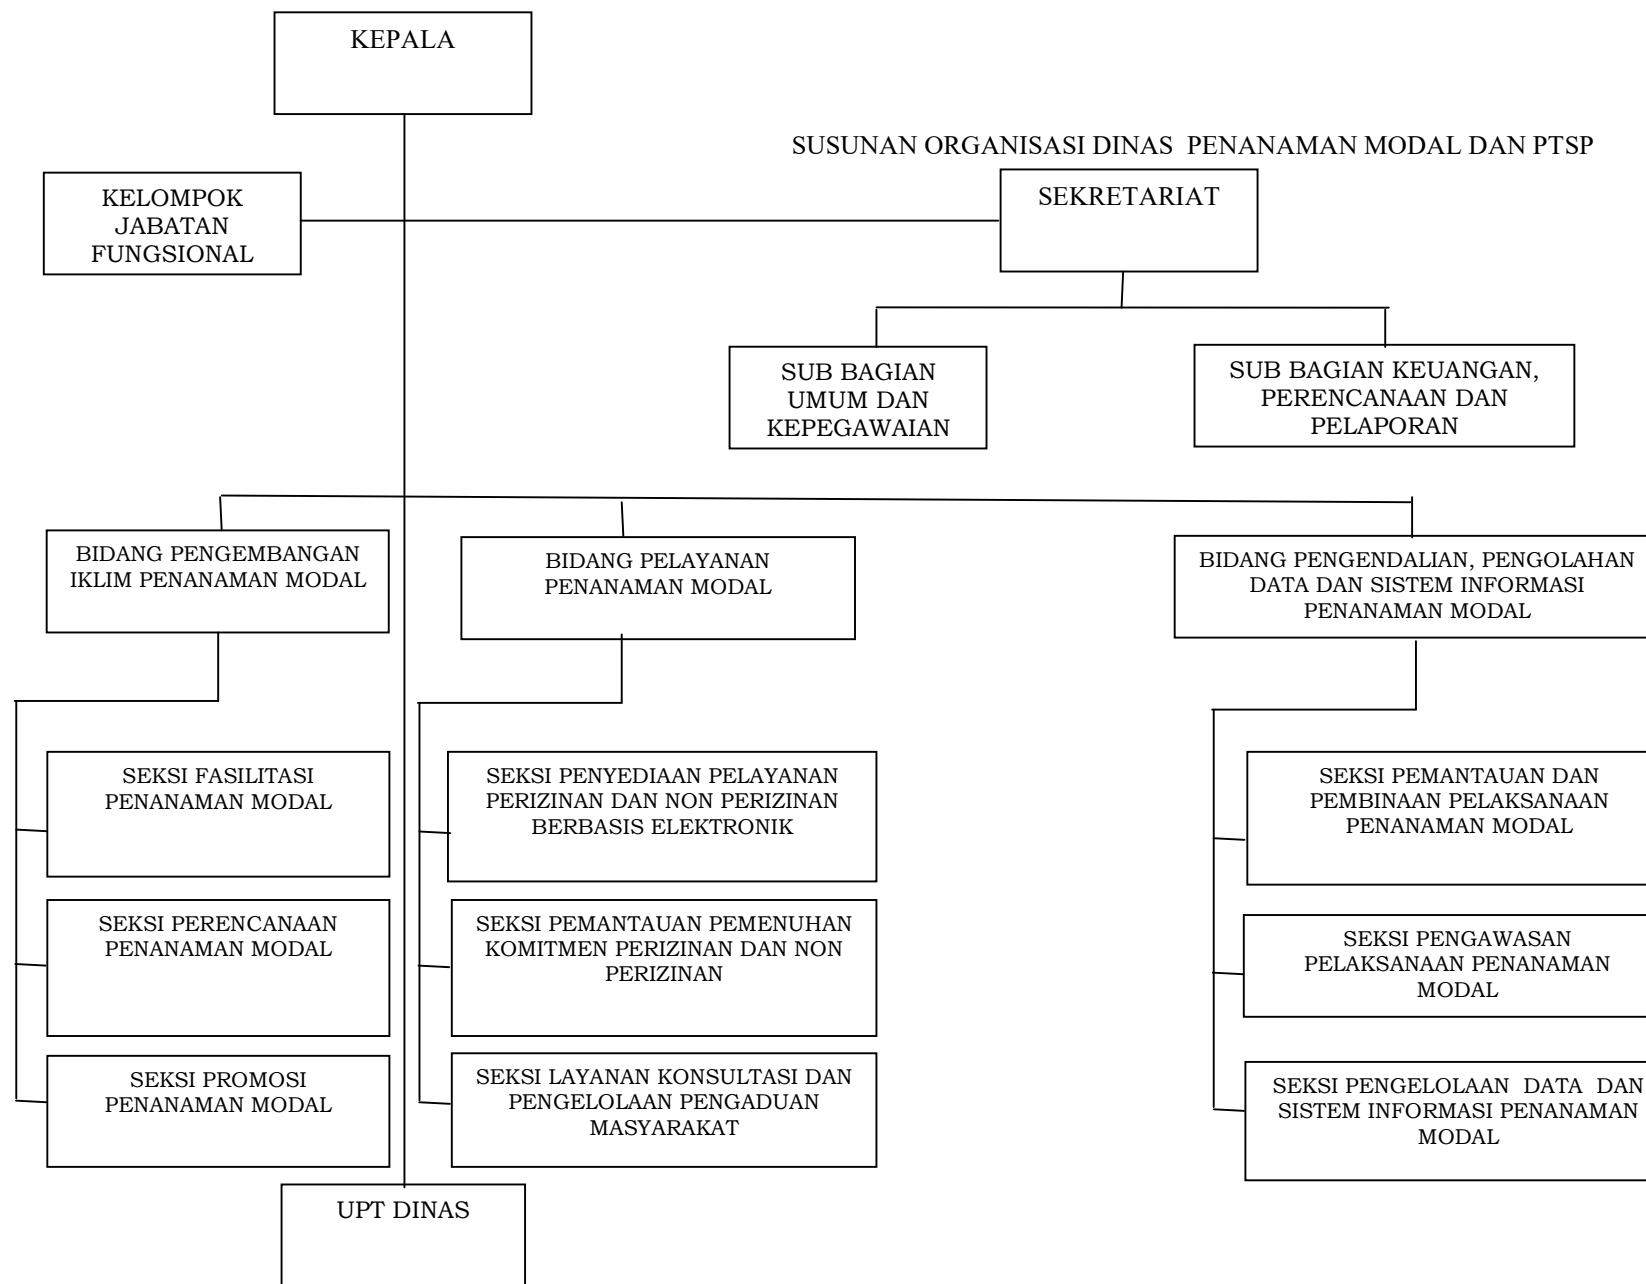 KEPALA
SUSUNAN ORGANISASI DINAS  PENANAMAN MODAL DAN PTSP
KELOMPOK
JABATAN
FUNGSIONAL
SEKRETARIAT
SUB BAGIAN
UMUM DAN
KEPEGAWAIAN
SUB BAGIAN KEUANGAN,
PERENCANAAN DAN
PELAPORAN
BIDANG PENGEMBANGAN
IKLIM PENANAMAN MODAL
BIDANG PELAYANAN
PENANAMAN MODAL
BIDANG PENGENDALIAN, PENGOLAHAN
DATA DAN SISTEM INFORMASI
PENANAMAN MODAL
SEKSI FASILITASI
PENANAMAN MODAL
SEKSI PERENCANAAN
PENANAMAN MODAL
SEKSI PROMOSI
PENANAMAN MODAL
SEKSI PENYEDIAAN PELAYANAN
PERIZINAN DAN NON PERIZINAN
BERBASIS ELEKTRONIK
SEKSI PEMANTAUAN PEMENUHAN
KOMITMEN PERIZINAN DAN NON
PERIZINAN
SEKSI LAYANAN KONSULTASI DAN
PENGELOLAAN PENGADUAN
MASYARAKAT
SEKSI PEMANTAUAN DAN
PEMBINAAN PELAKSANAAN
PENANAMAN MODAL
SEKSI PENGAWASAN
PELAKSANAAN PENANAMAN
MODAL
SEKSI PENGELOLAAN  DATA  DAN
SISTEM INFORMASI PENANAMAN
MODAL
UPT DINAS